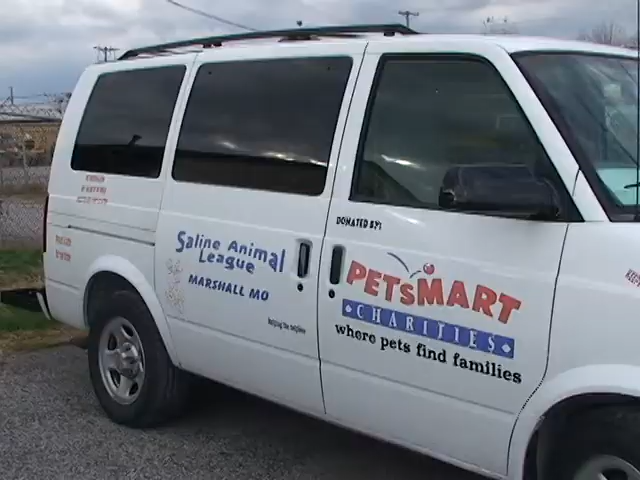 Saline Animal
League
MARSHALL MO
DONATED BY:
PETSMART
CHARITIES
where pets find families